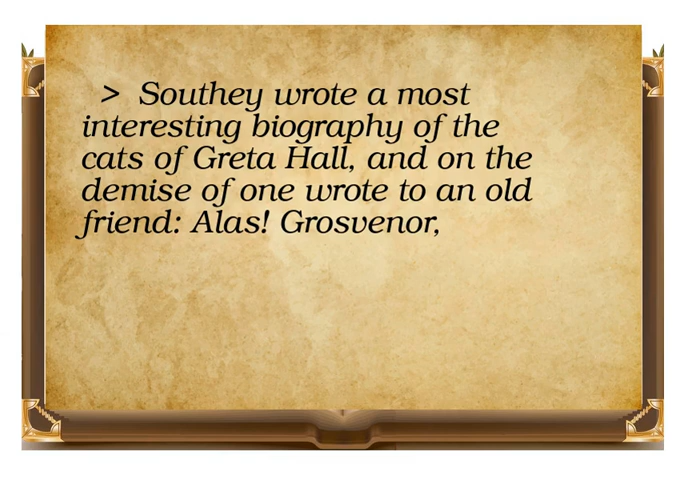 > Southey wrote a most
interesting biography of the
cats of Greta Hall, and on the
demise of one wrote to an old
friend: Alas! Grosvenor,